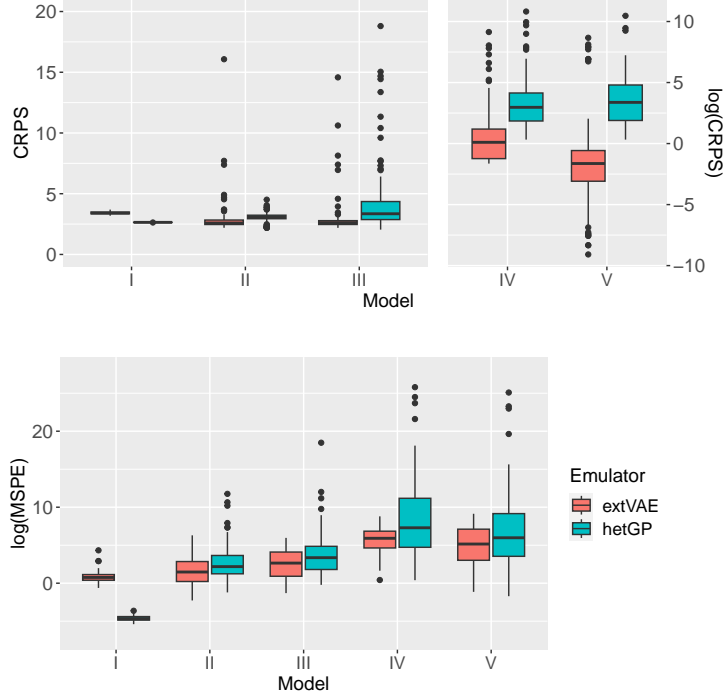 CRPS
20
15
10
5
0
I
II
III
Model
10
5
0
−5
−10
log(CRPS)
IV
V
log(MSPE)
20
10
0
I
II
III
IV
V
Model
Emulator
extVAE
hetGP